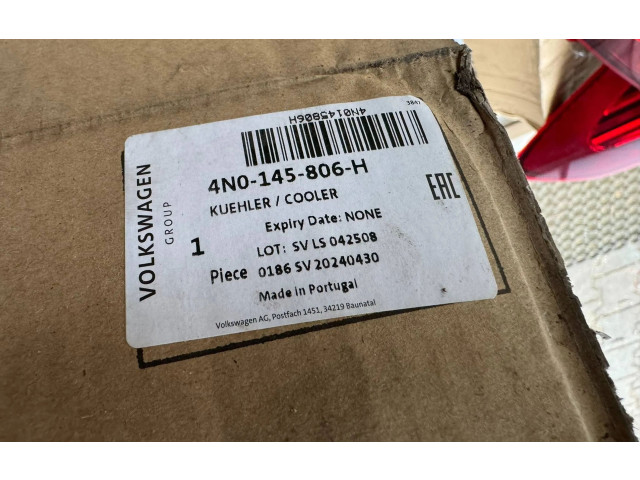 3847
4N0145806H
VOLKSWAGEN
GROUP
4N0-145-806-H
KUEHLER / COOLER
EAC
Expiry Date: NONE
1
LOT: SV LS 042508
Piece 0186 SV 20240430
Made in Portugal
Volkswagen AG, Postfach 1451, 34219 Baunatal